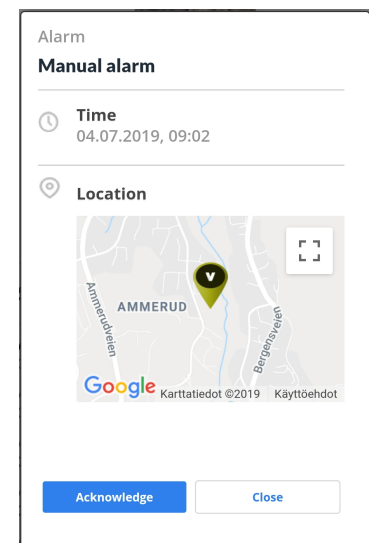 Alarm
Manual alarm
Time
04.07.2019, 09:02
Location
V
Ammerudveien
AMMERUD
Bergensveien
Google
Karttatiedot ©2019
Käyttöehdot
Acknowledge
Close